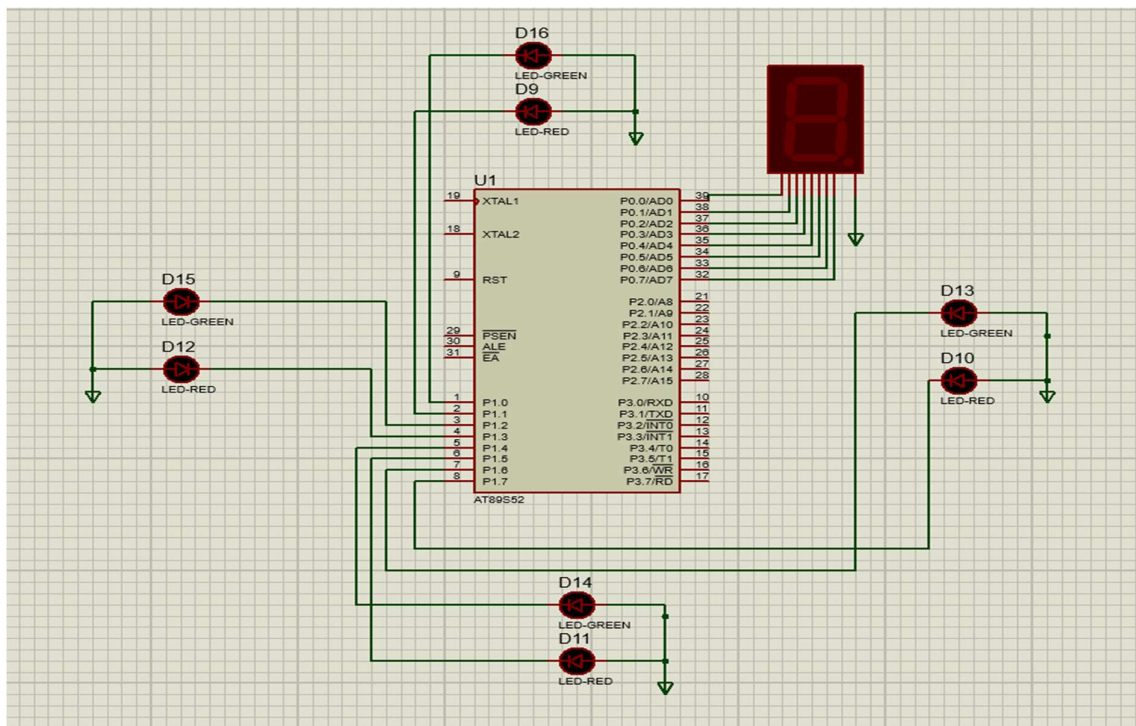 D16
LED-GREEN
D9
LED-RED
U1
19 XTAL1
18 XTAL2
9 RST
29 PSEN
30 ALE
31 EA
1 P1.0
2 P1.1
3 P1.2
4 P1.3
5 P1.4
6 P1.5
7 P1.6
8 P1.7
P0.0/AD0 39
P0.1/AD1 38
P0.2/AD2 37
P0.3/AD3 36
P0.4/AD4 35
P0.5/AD5 34
P0.6/AD6 33
P0.7/AD7 32
P2.0/A8 21
P2.1/A9 22
P2.2/A10 23
P2.3/A11 24
P2.4/A12 25
P2.5/A13 26
P2.6/A14 27
P2.7/A15 28
P3.0/RXD 10
P3.1/TXD 11
P3.2/INT0 12
P3.3/INT1 13
P3.4/T0 14
P3.5/T1 15
P3.6/WR 16
P3.7/RD 17
AT89S52
D15
LED-GREEN
D12
LED-RED
D13
LED-GREEN
D10
LED-RED
D14
LED-GREEN
D11
LED-RED